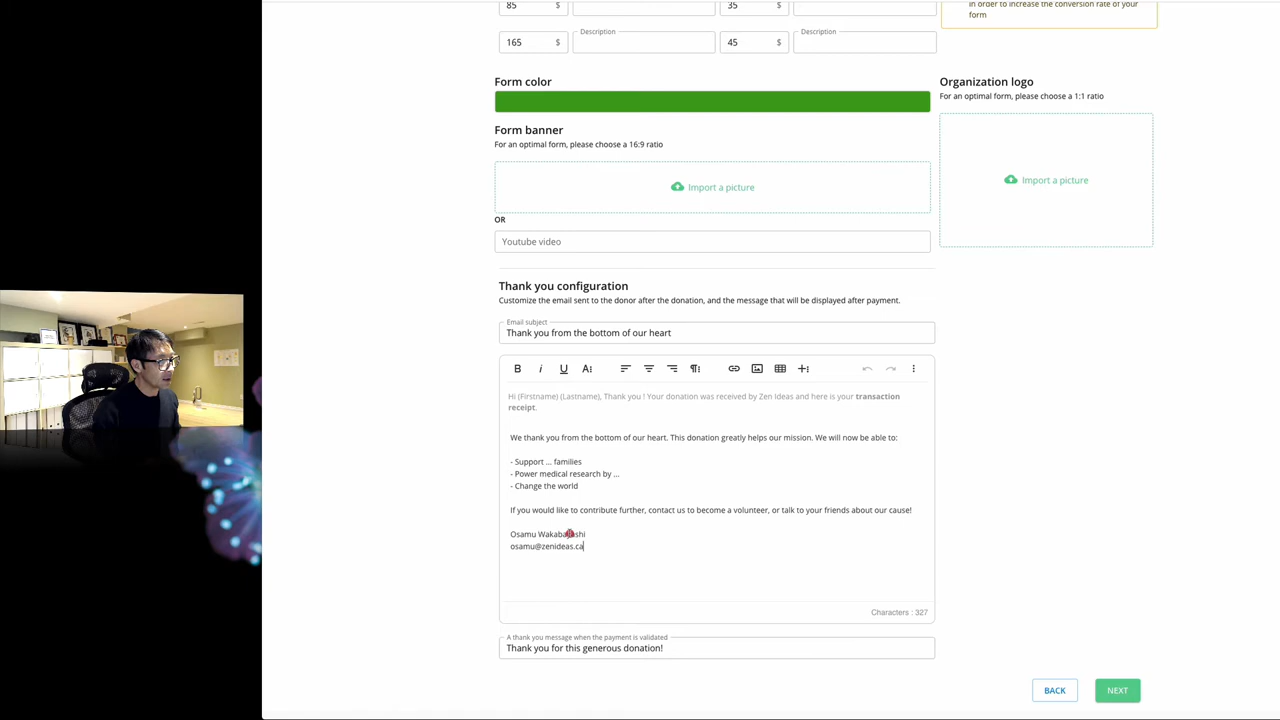 in order to increase the conversion rate of your
form
85 $ 35 $
Description Description
165 $ 45 $
Form color
Organization logo
For an optimal form, please choose a 1:1 ratio
Form banner
For an optimal form, please choose a 16:9 ratio
Import a picture
Import a picture
OR
Youtube video
Thank you configuration
Customize the email sent to the donor after the donation, and the message that will be displayed after payment.
Email subject
Thank you from the bottom of our heart
Hi (Firstname) (Lastname), Thank you ! Your donation was received by Zen Ideas and here is your transaction
receipt.
We thank you from the bottom of our heart. This donation greatly helps our mission. We will now be able to:
- Support ... families
- Power medical research by ...
- Change the world
If you would like to contribute further, contact us to become a volunteer, or talk to your friends about our cause!
Osamu Wakabayashi
osamu@zenideas.ca
Characters : 327
A thank you message when the payment is validated
Thank you for this generous donation!
BACK NEXT